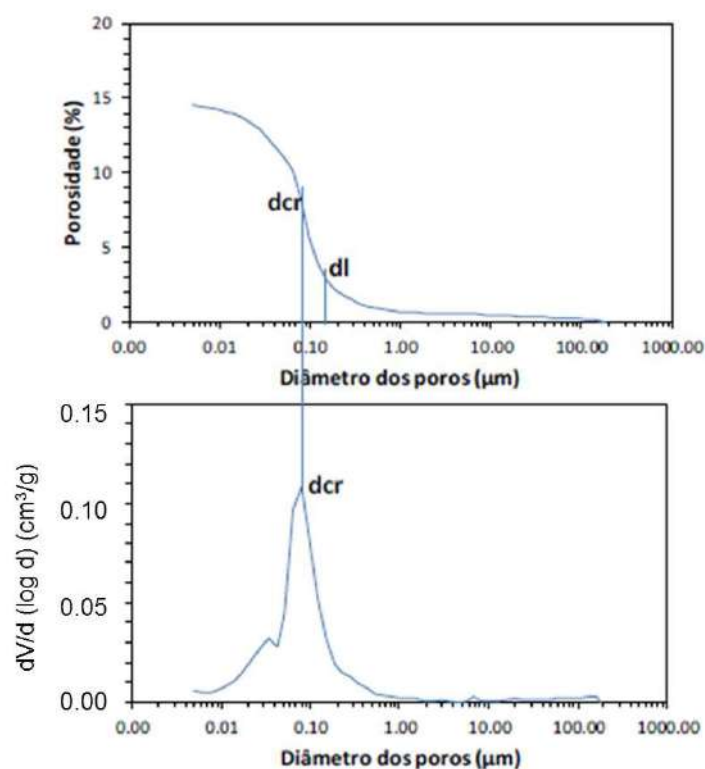 20
15
10
5
0
Porosidade (%)
dcr
dl
0.00 0.01 0.10 1.00 10.00 100.00 1000.00
Diâmetro dos poros (µm)
0.15
0.10
0.05
0.00
dV/d (log d) (cm³/g)
dcr
0.00 0.01 0.10 1.00 10.00 100.00 1000.00
Diâmetro dos poros (µm)